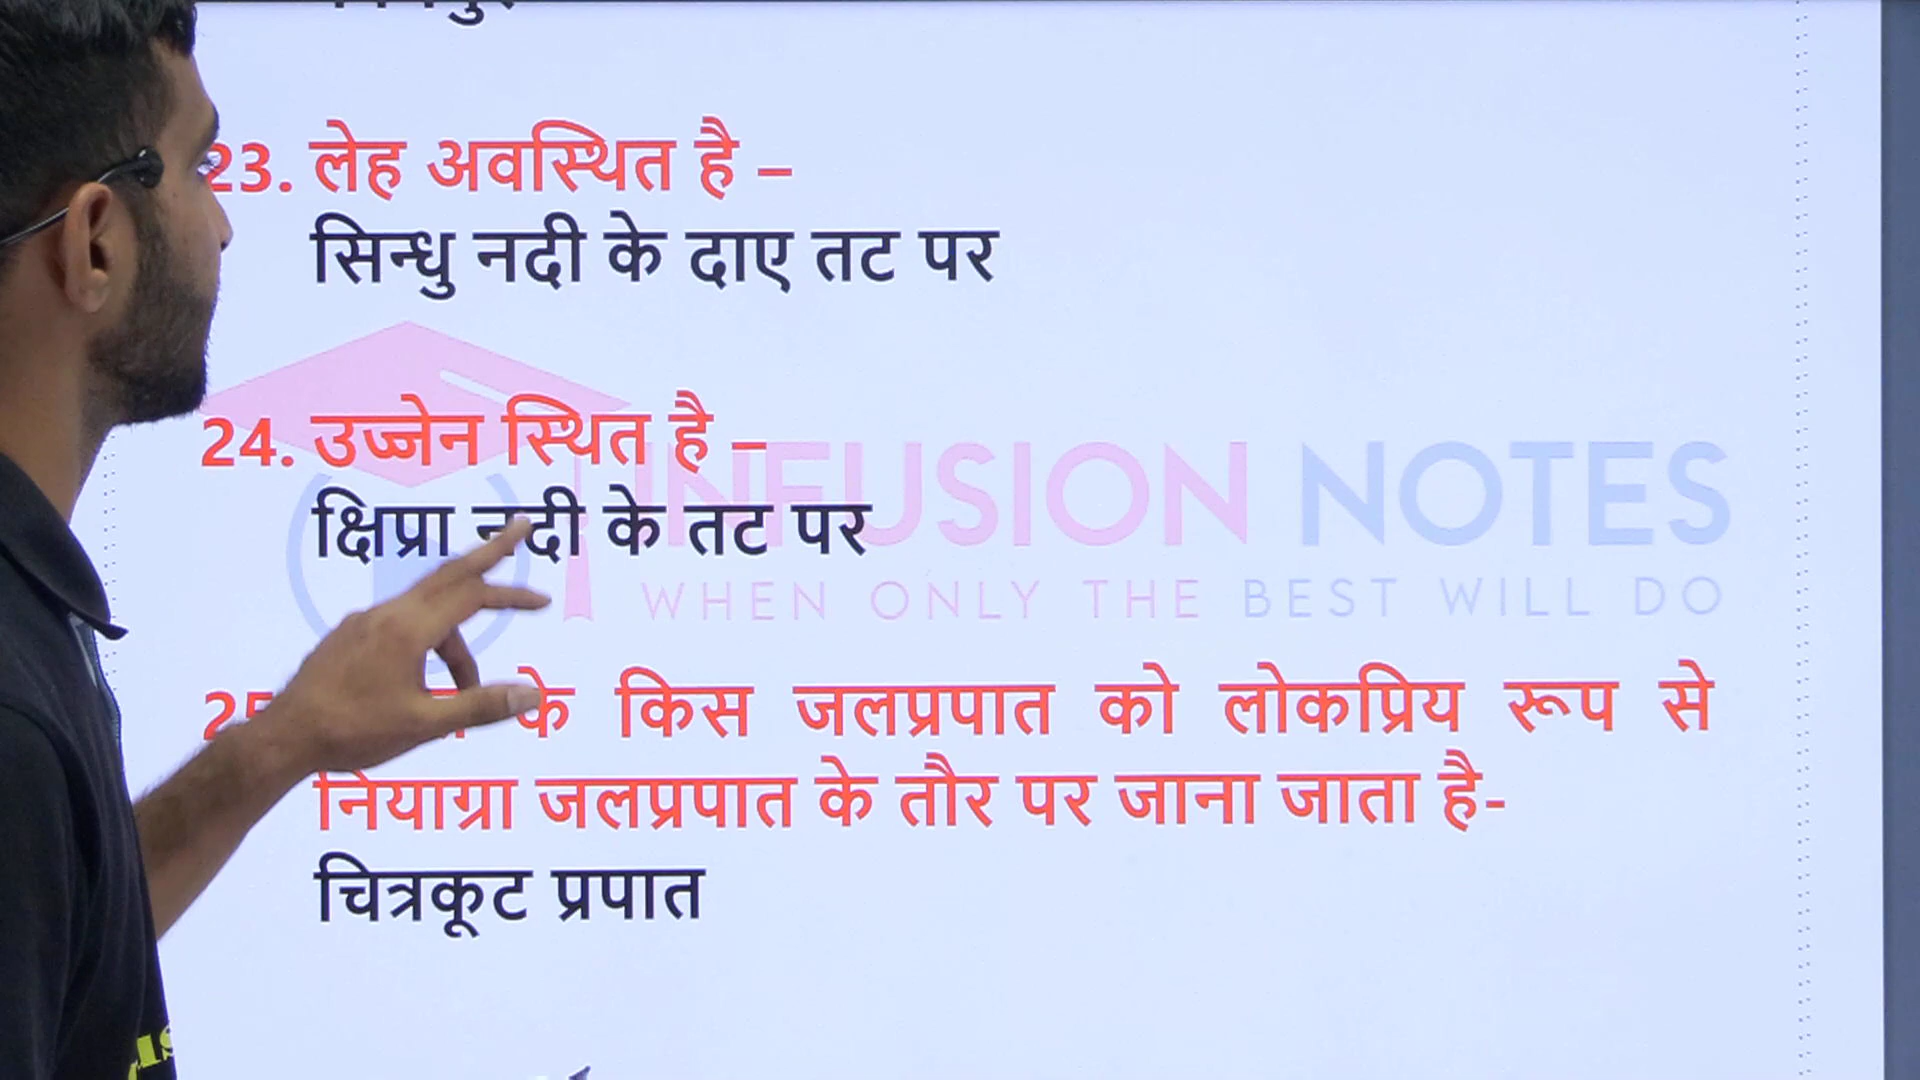 23. लेह अवस्थित है –
सिन्धु नदी के दाए तट पर
24. उज्जेन स्थित है –
क्षिप्रा नदी के तट पर
INFUSION NOTES
WHEN ONLY THE BEST WILL DO
के किस जलप्रपात को लोकप्रिय रूप से
नियाग्रा जलप्रपात के तौर पर जाना जाता है-
चित्रकूट प्रपात